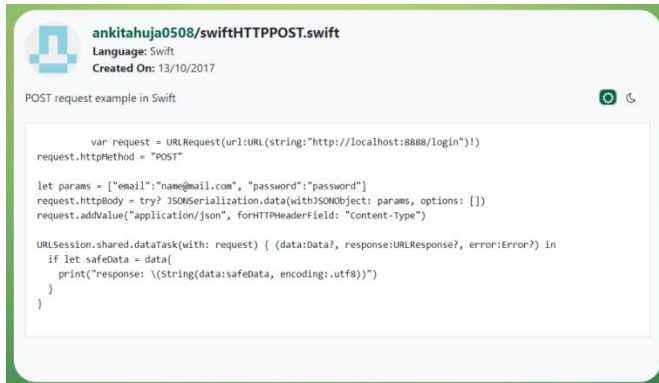 ankitahuja0508/swiftHTTPPOST.swift
Language: Swift
Created On: 13/10/2017
POST request example in Swift
var request = URLRequest(url:URL(string:"http://localhost:8888/login")!)
request.httpMethod = "POST"
let params = ["email":"name@mail.com", "password":"password"]
request.httpBody = try? JSONSerialization.data(withJSONObject: params, options: [])
request.addValue("application/json", forHTTPHeaderField: "Content-Type")
URLSession.shared.dataTask(with: request) { (data:Data?, response:URLResponse?, error:Error?) in
if let safeData = data{
print("response: \(String(data:safeData, encoding:.utf8))")
}
}